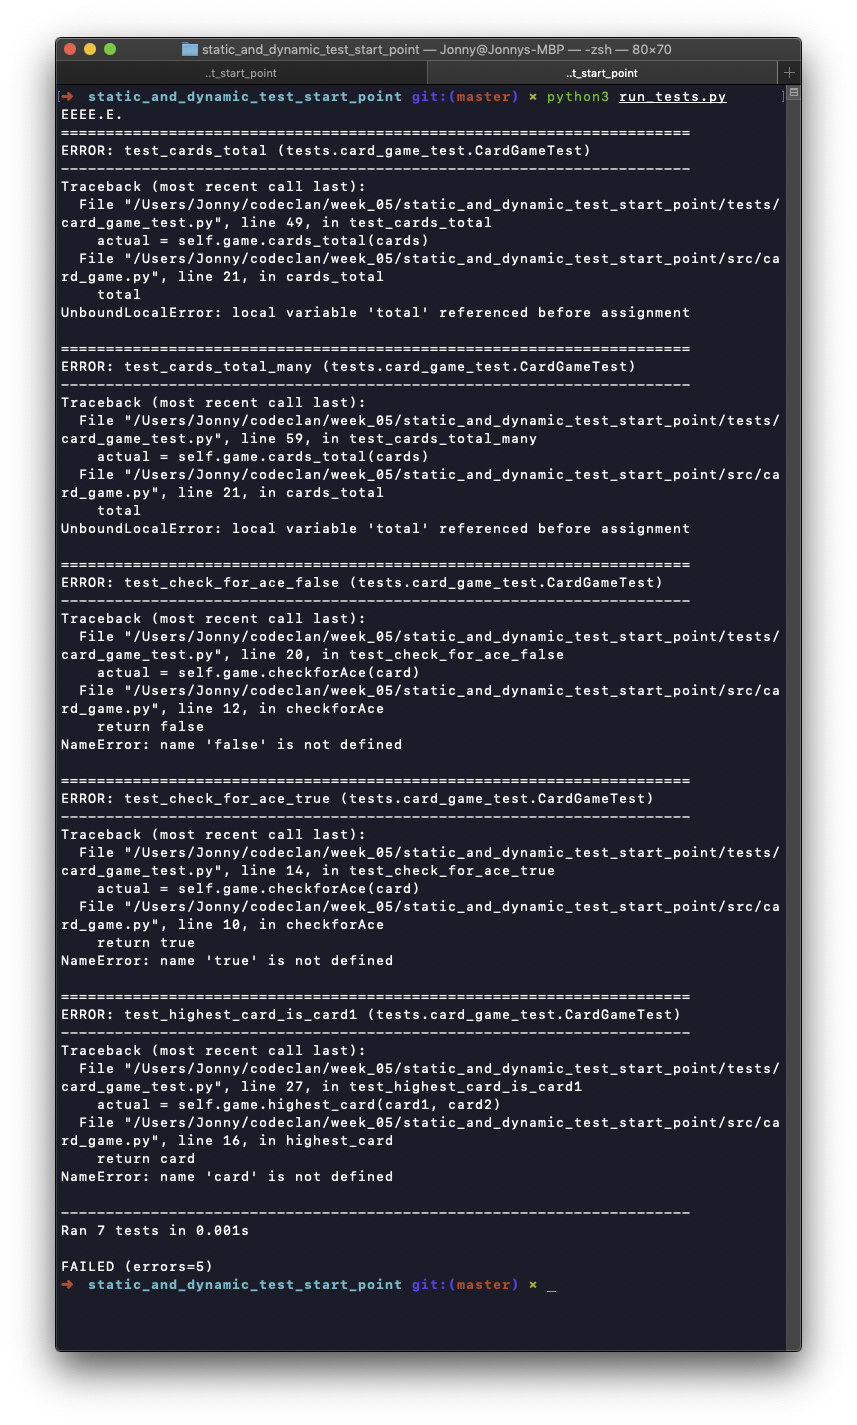 static_and_dynamic_test_start_point — Jonny@Jonnys-MBP — -zsh — 80×70
..t_start_point
..t_start_point
+
[➜  static_and_dynamic_test_start_point git:(master) × python3 run_tests.py ]
EEEE.E.
======================================================================
ERROR: test_cards_total (tests.card_game_test.CardGameTest)
----------------------------------------------------------------------
Traceback (most recent call last):
  File "/Users/Jonny/codeclan/week_05/static_and_dynamic_test_start_point/tests/
card_game_test.py", line 49, in test_cards_total
    actual = self.game.cards_total(cards)
  File "/Users/Jonny/codeclan/week_05/static_and_dynamic_test_start_point/src/ca
rd_game.py", line 21, in cards_total
    total
UnboundLocalError: local variable 'total' referenced before assignment
======================================================================
ERROR: test_cards_total_many (tests.card_game_test.CardGameTest)
----------------------------------------------------------------------
Traceback (most recent call last):
  File "/Users/Jonny/codeclan/week_05/static_and_dynamic_test_start_point/tests/
card_game_test.py", line 59, in test_cards_total_many
    actual = self.game.cards_total(cards)
  File "/Users/Jonny/codeclan/week_05/static_and_dynamic_test_start_point/src/ca
rd_game.py", line 21, in cards_total
    total
UnboundLocalError: local variable 'total' referenced before assignment
======================================================================
ERROR: test_check_for_ace_false (tests.card_game_test.CardGameTest)
----------------------------------------------------------------------
Traceback (most recent call last):
  File "/Users/Jonny/codeclan/week_05/static_and_dynamic_test_start_point/tests/
card_game_test.py", line 20, in test_check_for_ace_false
    actual = self.game.checkforAce(card)
  File "/Users/Jonny/codeclan/week_05/static_and_dynamic_test_start_point/src/ca
rd_game.py", line 12, in checkforAce
    return false
NameError: name 'false' is not defined
======================================================================
ERROR: test_check_for_ace_true (tests.card_game_test.CardGameTest)
----------------------------------------------------------------------
Traceback (most recent call last):
  File "/Users/Jonny/codeclan/week_05/static_and_dynamic_test_start_point/tests/
card_game_test.py", line 14, in test_check_for_ace_true
    actual = self.game.checkforAce(card)
  File "/Users/Jonny/codeclan/week_05/static_and_dynamic_test_start_point/src/ca
rd_game.py", line 10, in checkforAce
    return true
NameError: name 'true' is not defined
======================================================================
ERROR: test_highest_card_is_card1 (tests.card_game_test.CardGameTest)
----------------------------------------------------------------------
Traceback (most recent call last):
  File "/Users/Jonny/codeclan/week_05/static_and_dynamic_test_start_point/tests/
card_game_test.py", line 27, in test_highest_card_is_card1
    actual = self.game.highest_card(card1, card2)
  File "/Users/Jonny/codeclan/week_05/static_and_dynamic_test_start_point/src/ca
rd_game.py", line 16, in highest_card
    return card
NameError: name 'card' is not defined
----------------------------------------------------------------------
Ran 7 tests in 0.001s
FAILED (errors=5)
➜  static_and_dynamic_test_start_point git:(master) × _